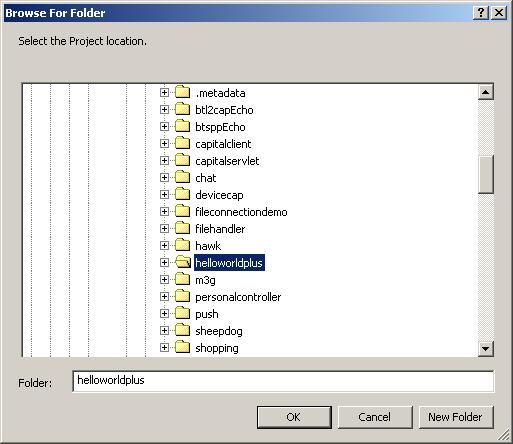 Browse For Folder
Select the Project location.
.metadata
btl2capEcho
btsppEcho
capitalclient
capitalservlet
chat
devicecap
fileconnectiondemo
filehandler
hawk
helloworldplus
m3g
personalcontroller
push
sheepdog
shopping
Folder: helloworldplus
OK Cancel New Folder